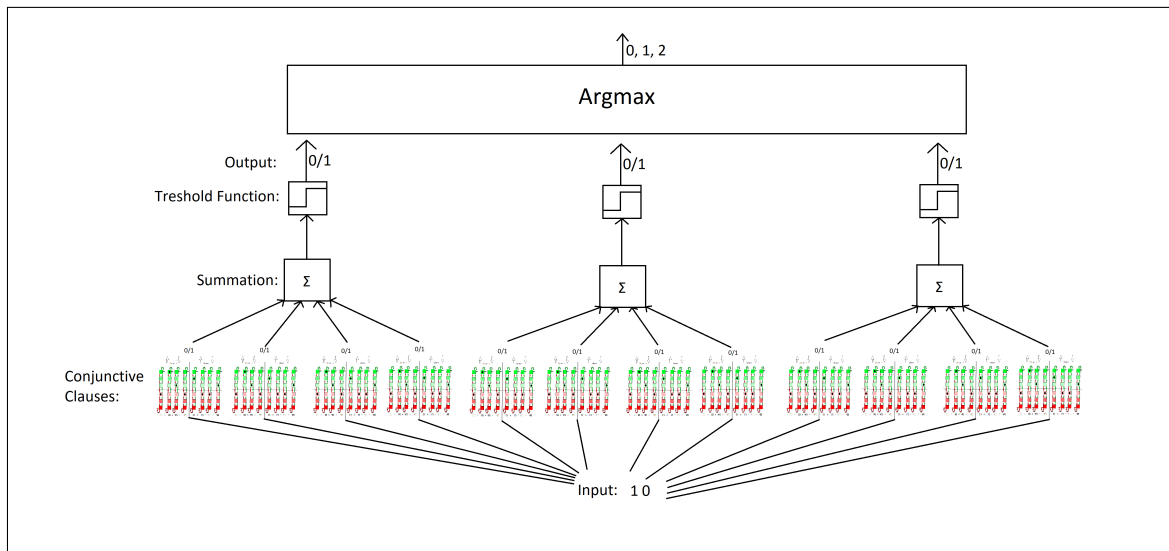 0, 1, 2
Argmax
Output:
0/1
0/1
0/1
Treshold Function:
Summation:
Σ
Σ
Σ
0/1
0/1
0/1
0/1
0/1
0/1
0/1
0/1
0/1
0/1
0/1
0/1
Conjunctive
Clauses:
Input: 1 0